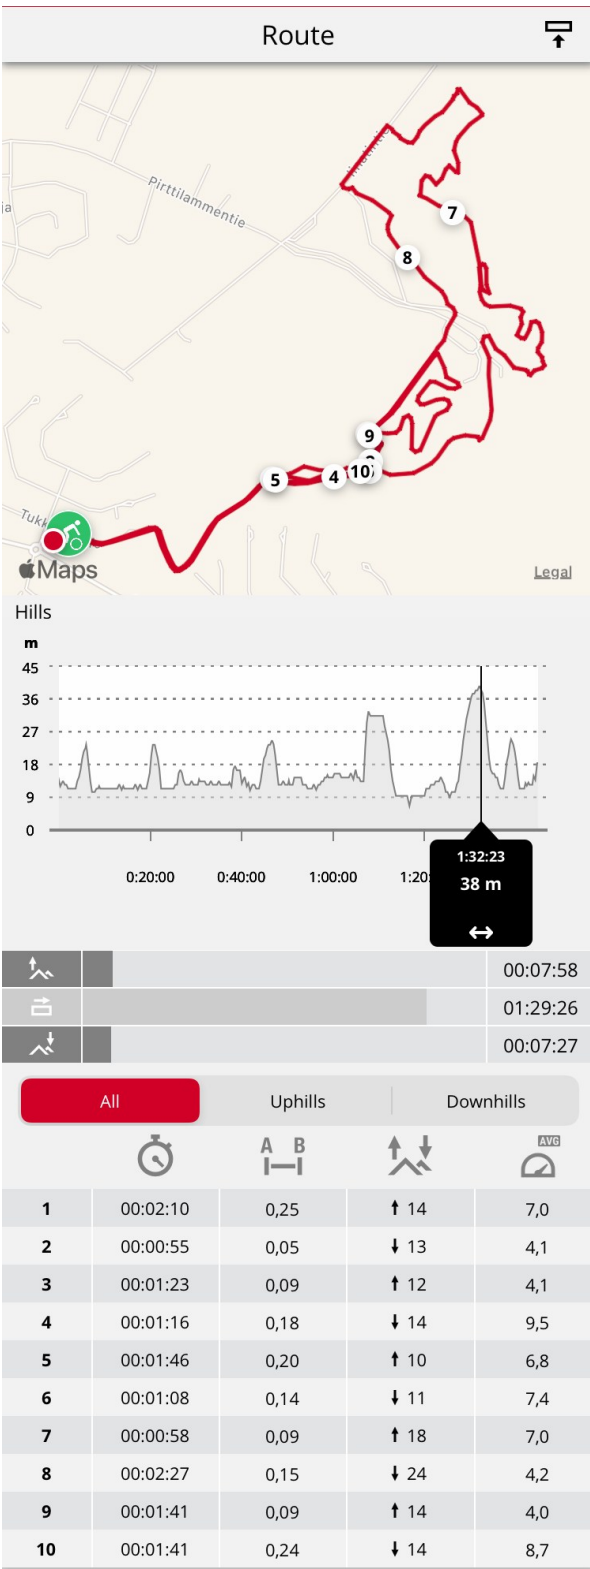 Route
Pirttilammentie
ja
7
8
9
10
4
5
Tukk
Maps
Legal
Hills
m
45
36
27
18
9
0
0:20:00 0:40:00 1:00:00 1:20:
1:32:23
38 m
00:07:58
01:29:26
00:07:27
All Uphills Downhills
A B AVG
1 00:02:10 0,25 14 7,0
2 00:00:55 0,05 13 4,1
3 00:01:23 0,09 12 4,1
4 00:01:16 0,18 14 9,5
5 00:01:46 0,20 10 6,8
6 00:01:08 0,14 11 7,4
7 00:00:58 0,09 18 7,0
8 00:02:27 0,15 24 4,2
9 00:01:41 0,09 14 4,0
10 00:01:41 0,24 14 8,7